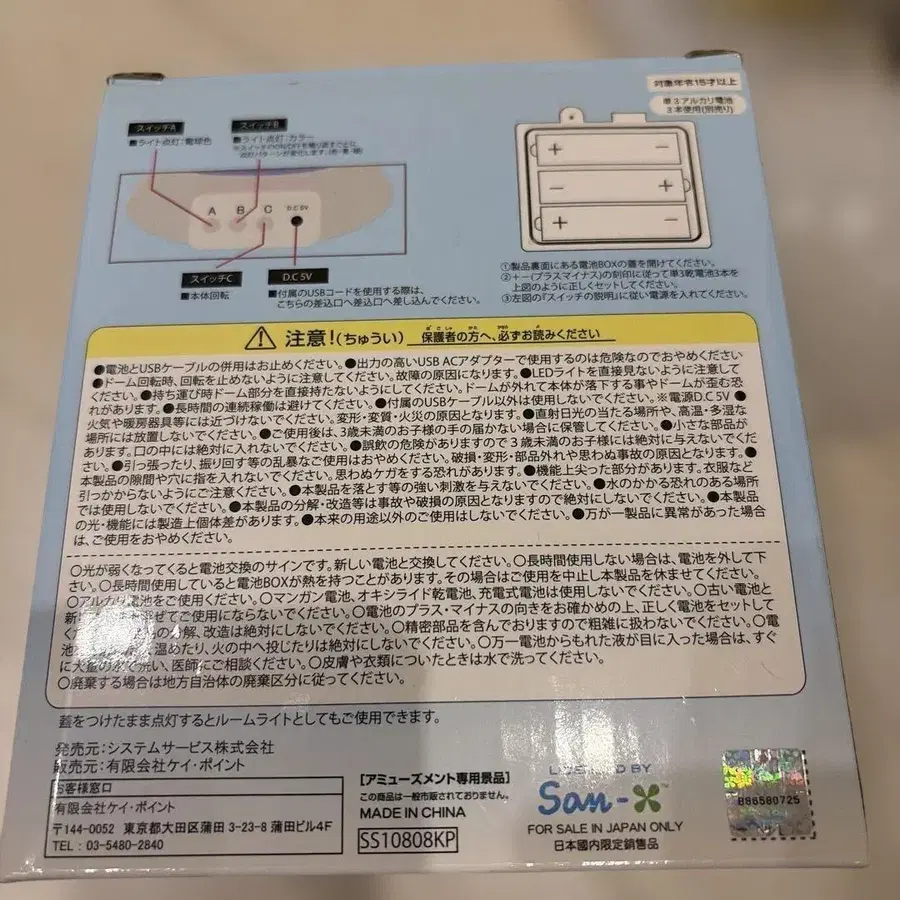 対象年令15才以上
単3アルカリ電池
3本使用(別売り)
スイッチA
■ライト点灯：電球色
スイッチB
■ライト点灯：カラー
A B C DC5V
スイッチC
■本体回転
D.C 5V
■付属のUSBコードを使用する際は、
こちらの差込口へ差込口へ差し込んでください。
+ −
− +
+ −
①製品裏面にある電池BOXの蓋を開けてください。
②+−(プラスマイナス)の刻印に従って単3乾電池3本を
上図のように正しくセットしてください。
③左図の『スイッチの説明』に従い電源を入れてください。
注意!(ちゅうい) 保護者の方へ、必ずお読みください
●電池とUSBケーブルの併用はお止めください。●出力の高いUSB ACアダプターで使用するのは危険なのでおやめください
●ドーム回転時、回転を止めないように注意してください。故障の原因になります。●LEDライトを直接見ないように注意して
ください。●持ち運び時ドーム部分を直接持たないようにしてください。ドームが外れて本体が落下する事やドームが歪む恐
れがあります。●長時間の連続稼働は避けてください。●付属のUSBケーブル以外は使用しないでください。※電源D.C 5V ●
火気や暖房器具等には近づけないでください。変形・変質・火災の原因となります。●直射日光の当たる場所や、高温・多湿な
場所には放置しないでください。●ご使用後は、3歳未満のお子様の手の届かない場合に保管してください。●小さな部品が
あります。口の中には絶対に入れないでください。●誤飲の危険がありますので3歳未満のお子様には絶対に与えないでくだ
さい。●引っ張ったり、振り回す等の乱暴なご使用はおやめください。破損・変形・部品外れや思わぬ事故の原因となります。●
本製品の隙間や穴に指を入れないでください。思わぬケガをする恐れがあります。●機能上尖った部分があります。衣服など
引っかからないようにご注意ください。●本製品を落とす等の強い刺激を与えないでください。●水のかかる恐れのある場所
では使用しないでください。●本製品の分解・改造等は事故や破損の原因となりますので絶対にしないでください。●本製品
の光・機能には製造上個体差があります。●本来の用途以外のご使用はしないでください。●万が一製品に異常があった場合
は、ご使用をおやめください。
○光が弱くなってくると電池交換のサインです。新しい電池と交換してください。○長時間使用しない場合は、電池を外して下
さい。○長時間使用していると電池BOXが熱を持つことがあります。その場合はご使用を中止し本製品を休ませてください。
○アルカリ電池をご使用ください。○マンガン電池、オキシライド乾電池、充電式電池は使用しないでください。○古い電池と
新 ぜてご使用にならないでください。○電池のプラス・マイナスの向きをお確かめの上、正しく電池をセットして
く の分解、改造は絶対にしないでください。○精密部品を含んでおりますので粗雑に扱わないでください。○電
池 温めたり、火の中へ投じたりは絶対にしないでください。○万一電池からもれた液が目に入った場合は、すぐ
に大量の水で洗い、医師にご相談ください。○皮膚や衣類についたときは水で洗ってください。
○廃棄する場合は地方自治体の廃棄区分に従ってください。
蓋をつけたまま点灯するとルームライトとしてもご使用できます。
発売元：システムサービス株式会社
販売元：有限会社ケイ・ポイント
お客様窓口
有限会社ケイ・ポイント
〒144-0052 東京都大田区蒲田 3-23-8 蒲田ビル4F
TEL：03-5480-2840
[アミューズメント専用景品]
この商品は一般市販されておりません。
MADE IN CHINA
SS10808KP
LICENSED BY
San-X
FOR SALE IN JAPAN ONLY
日本國内限定銷售品
B86580725